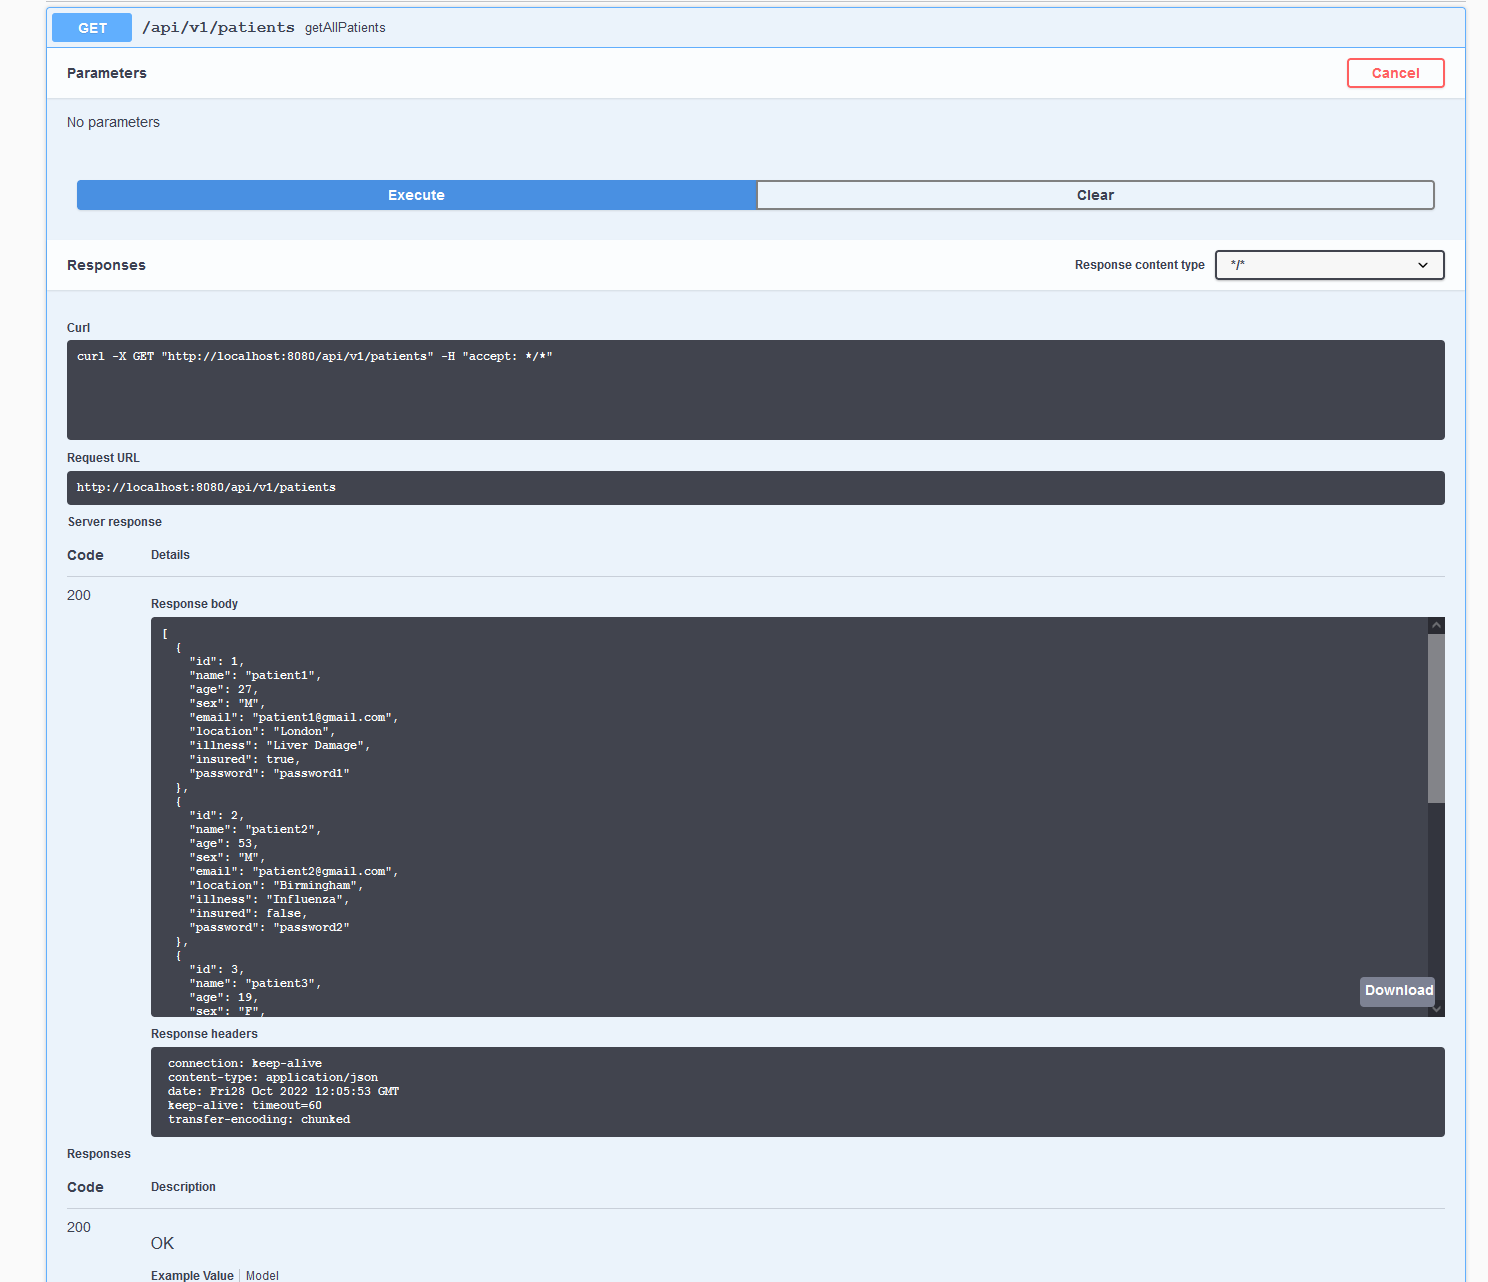 GET /api/v1/patients getAllPatients
Parameters Cancel
No parameters
Execute Clear
Responses Response content type */*
Curl
curl -X GET "http://localhost:8080/api/v1/patients" -H "accept: */*"
Request URL
http://localhost:8080/api/v1/patients
Server response
Code Details
200
Response body
[
  {
    "id": 1,
    "name": "patient1",
    "age": 27,
    "sex": "M",
    "email": "patient1@gmail.com",
    "location": "London",
    "illness": "Liver Damage",
    "insured": true,
    "password": "password1"
  },
  {
    "id": 2,
    "name": "patient2",
    "age": 53,
    "sex": "M",
    "email": "patient2@gmail.com",
    "location": "Birmingham",
    "illness": "Influenza",
    "insured": false,
    "password": "password2"
  },
  {
    "id": 3,
    "name": "patient3",
    "age": 19,
    "sex": "F",
Download
Response headers
connection: keep-alive
content-type: application/json
date: Fri28 Oct 2022 12:05:53 GMT
keep-alive: timeout=60
transfer-encoding: chunked
Responses
Code Description
200
OK
Example Value Model